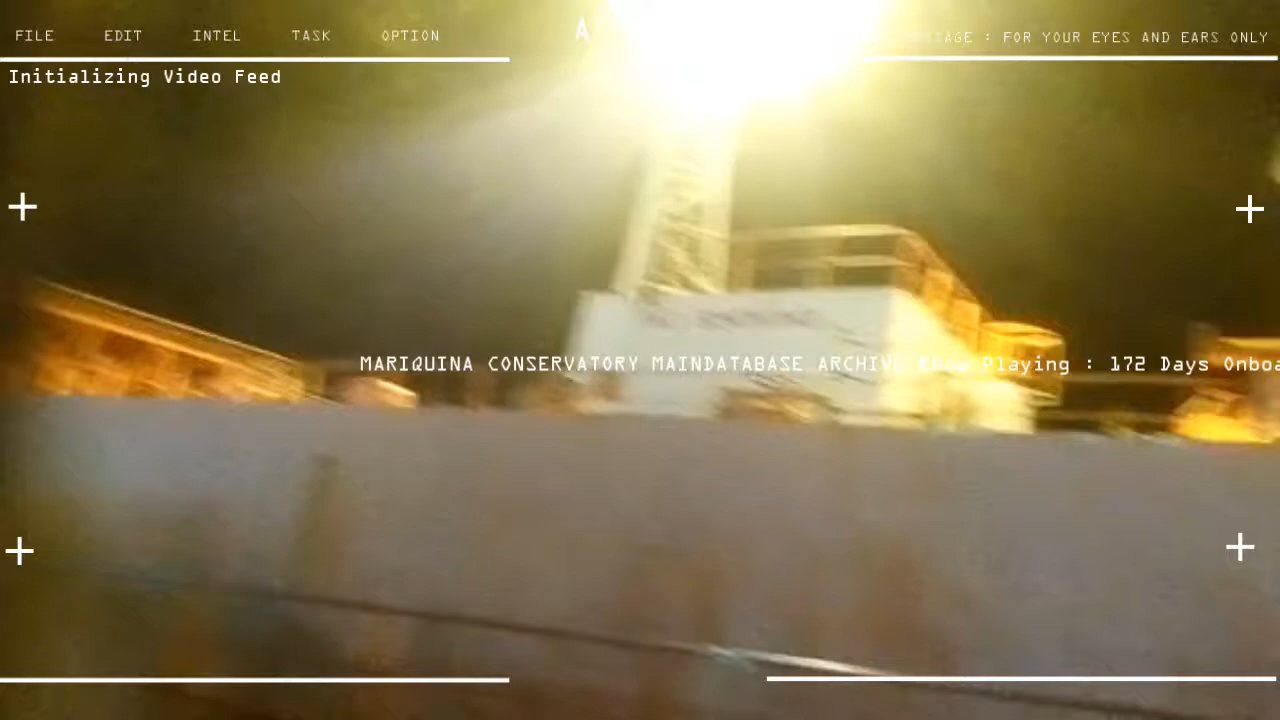 FILE EDIT INTEL TASK OPTION
A
: FOR YOUR EYES AND EARS ONLY
Initializing Video Feed
MARIQUINA CONSERVATORY MAINDATABASE ARCHIVE Playing : 172 Days